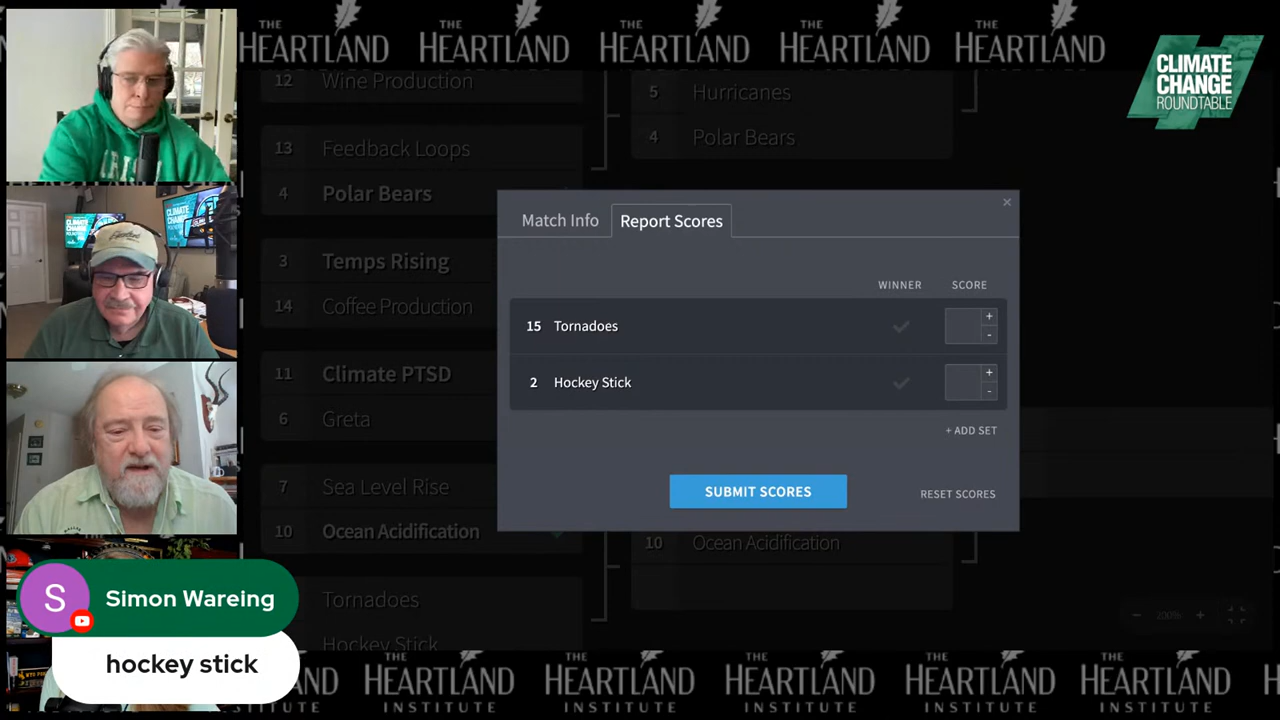 THE
HEARTLAND
THE
HEARTLAND
THE
HEARTLAND
THE
HEARTLAND
THE
HEARTLAND
CLIMATE
CHANGE
ROUNDTABLE
12 Wine Production
13 Feedback Loops
4 Polar Bears
3 Temps Rising
14 Coffee Production
11 Climate PTSD
6 Greta
7 Sea Level Rise
10 Ocean Acidification
Tornadoes
Hockey Stick
5 Hurricanes
4 Polar Bears
10 Ocean Acidification
Match Info
Report Scores
×
WINNER
SCORE
15 Tornadoes
+
-
2 Hockey Stick
+
-
+ ADD SET
SUBMIT SCORES
RESET SCORES
− 200% +
S
Simon Wareing
hockey stick
THE
HEARTLAND
INSTITUTE
THE
HEARTLAND
INSTITUTE
THE
HEARTLAND
INSTITUTE
THE
HEARTLAND
INSTITUTE
THE
HEARTLAND
INSTITUTE